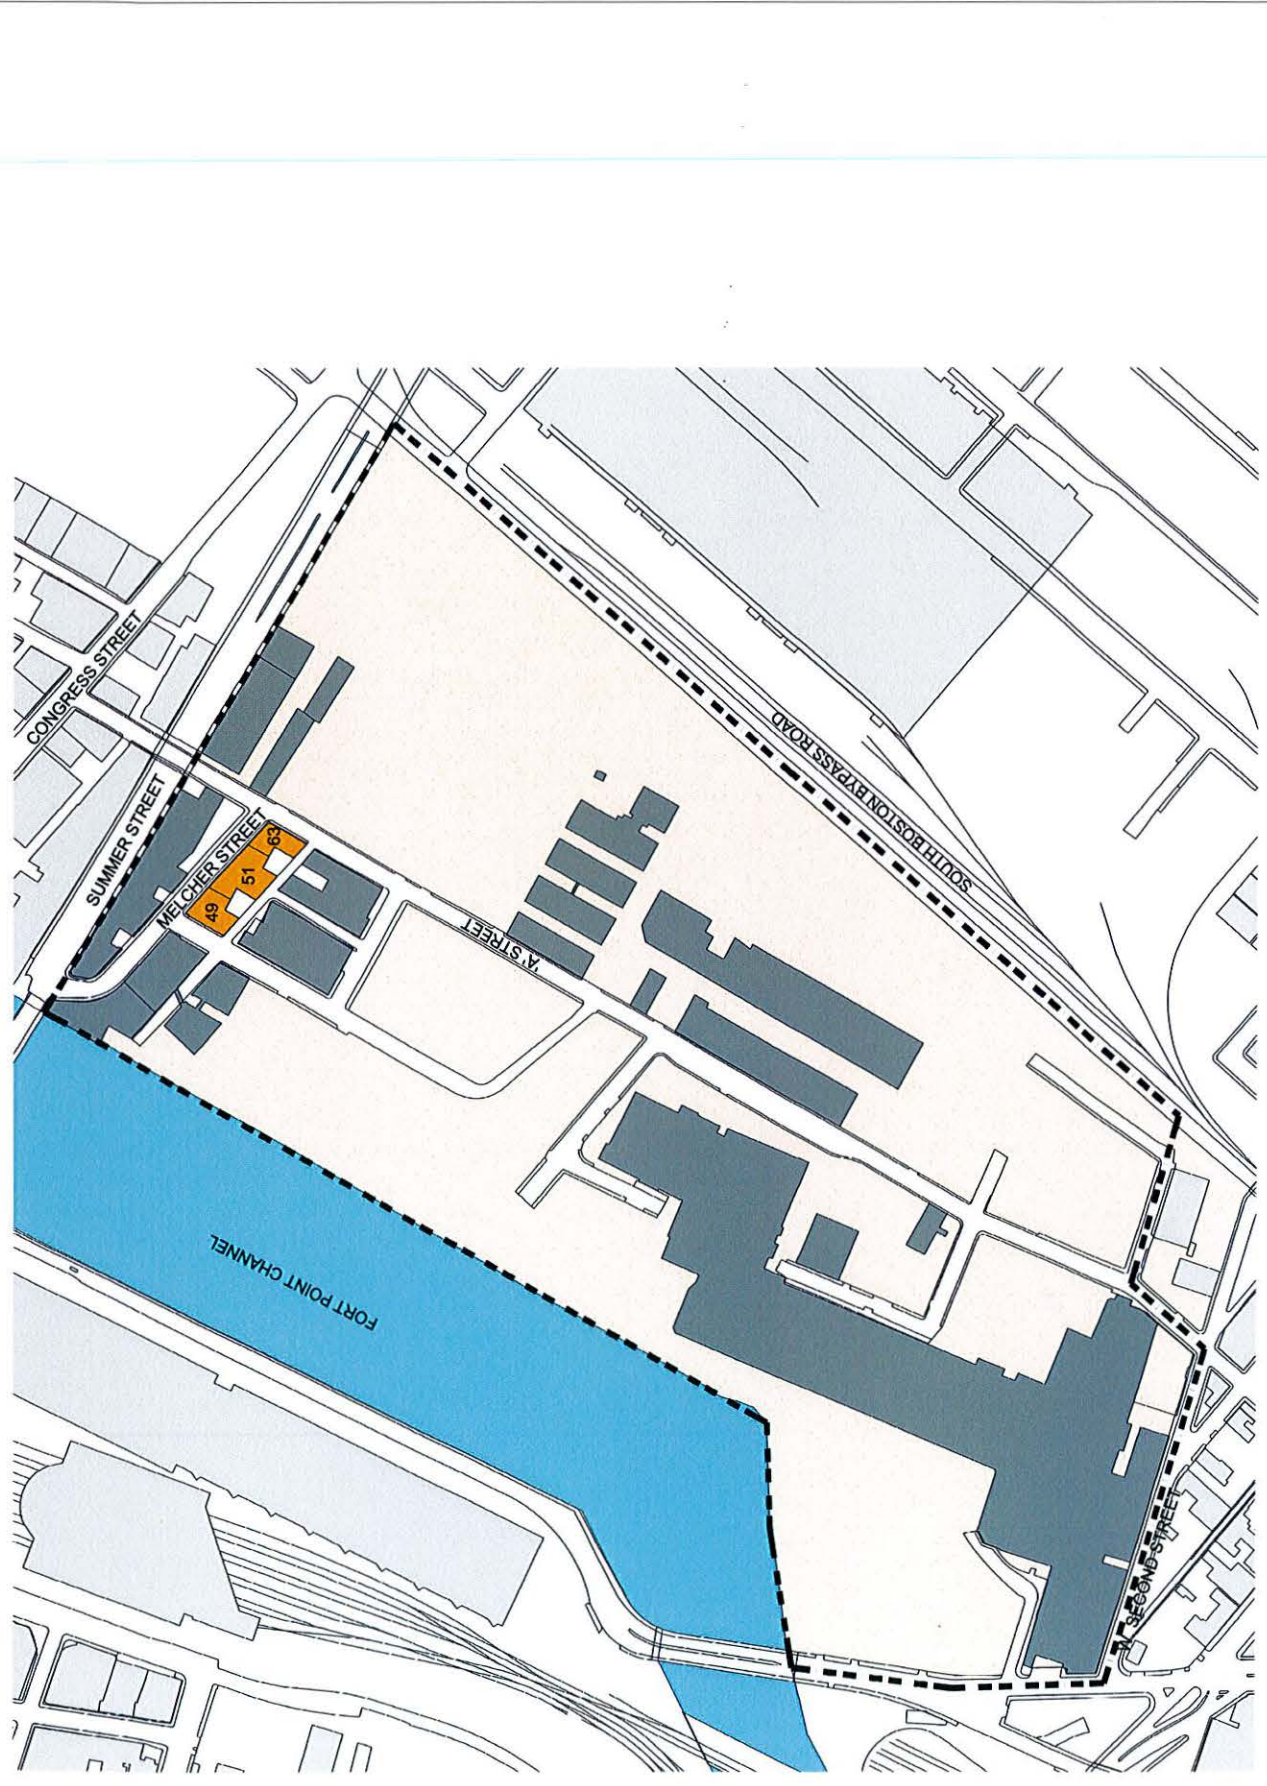 CONGRESS STREET
SUMMER STREET
MELCHER STREET
63
51
49
'A' STREET
SOUTH BOSTON BYPASS ROAD
FORT POINT CHANNEL
W. SECOND STREET